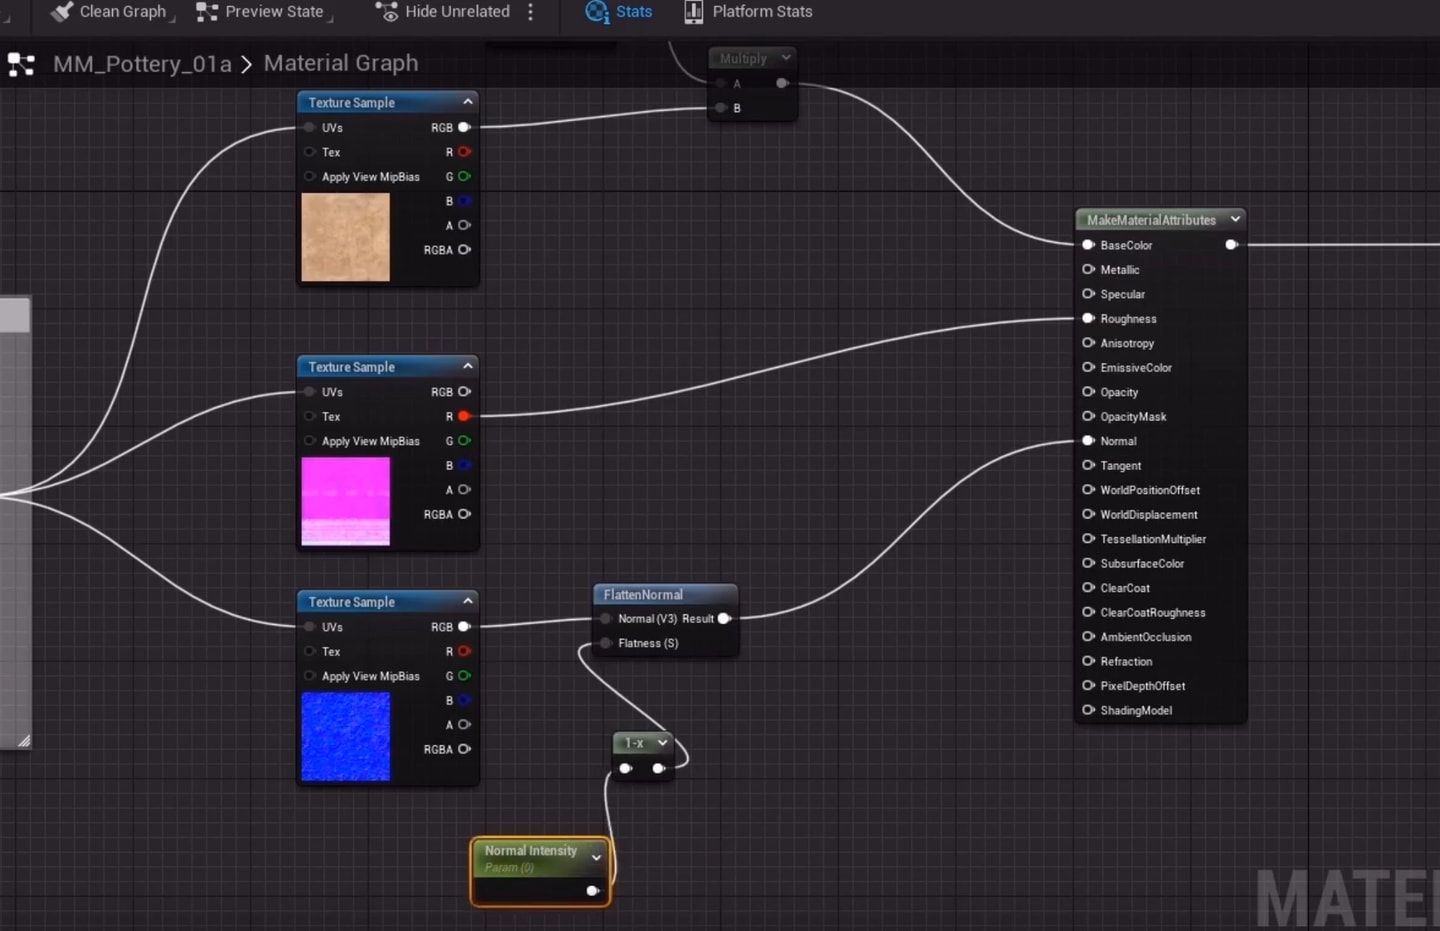 Clean Graph
Preview State
Hide Unrelated
Stats
Platform Stats
MM_Pottery_01a > Material Graph
Multiply
A
B
Texture Sample
UVs RGB
Tex R
Apply View MipBias G
B
A
RGBA
Texture Sample
UVs RGB
Tex R
Apply View MipBias G
B
A
RGBA
Texture Sample
UVs RGB
Tex R
Apply View MipBias G
B
A
RGBA
FlattenNormal
Normal (V3) Result
Flatness (S)
1-x
Normal Intensity
Param (0)
MakeMaterialAttributes
BaseColor
Metallic
Specular
Roughness
Anisotropy
EmissiveColor
Opacity
OpacityMask
Normal
Tangent
WorldPositionOffset
WorldDisplacement
TessellationMultiplier
SubsurfaceColor
ClearCoat
ClearCoatRoughness
AmbientOcclusion
Refraction
PixelDepthOffset
ShadingModel
MATE